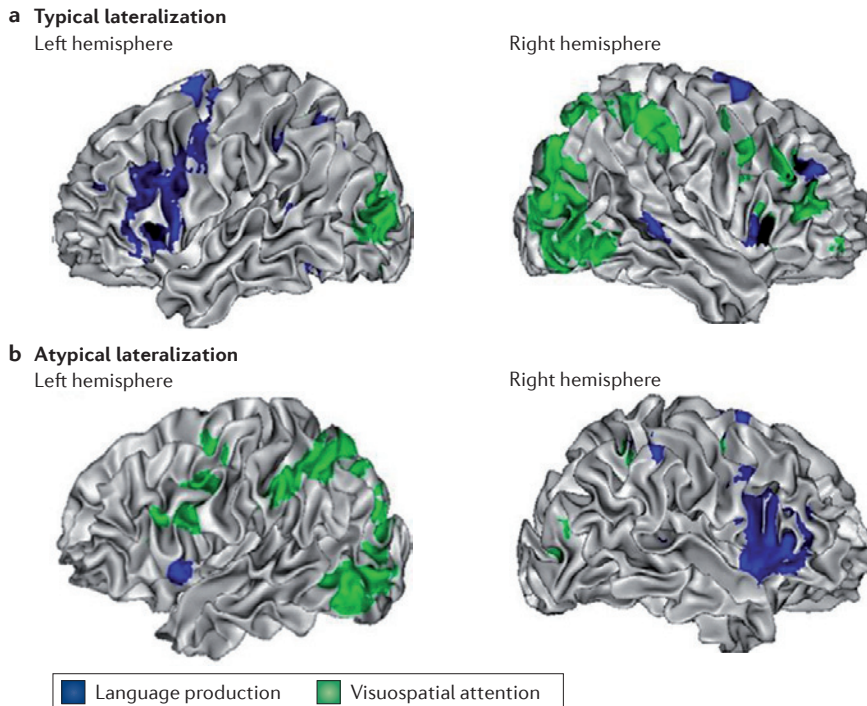 a Typical lateralization
Left hemisphere
Right hemisphere
b Atypical lateralization
Left hemisphere
Right hemisphere
Language production
Visuospatial attention